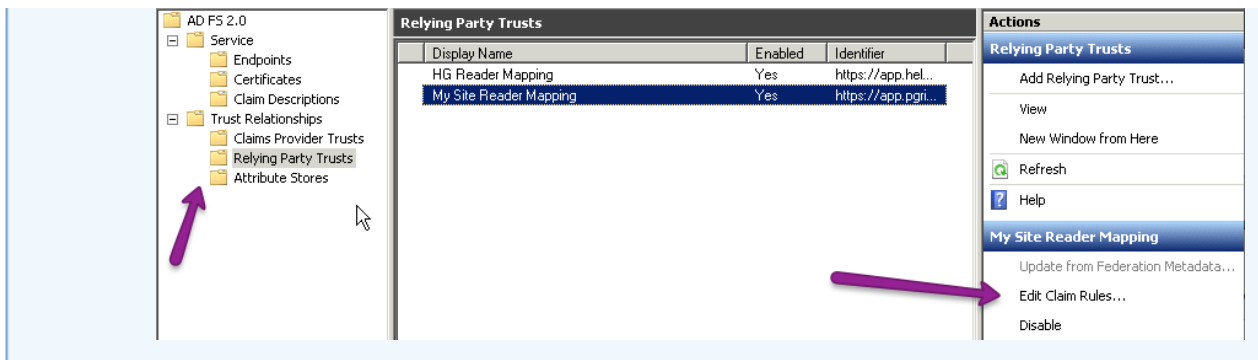 AD FS 2.0
Service
Endpoints
Certificates
Claim Descriptions
Trust Relationships
Claims Provider Trusts
Relying Party Trusts
Attribute Stores
Relying Party Trusts
Display Name Enabled Identifier
HG Reader Mapping Yes https://app.hel...
My Site Reader Mapping Yes https://app.pgri...
Actions
Relying Party Trusts
Add Relying Party Trust...
View
New Window from Here
Refresh
Help
My Site Reader Mapping
Update from Federation Metadata...
Edit Claim Rules...
Disable